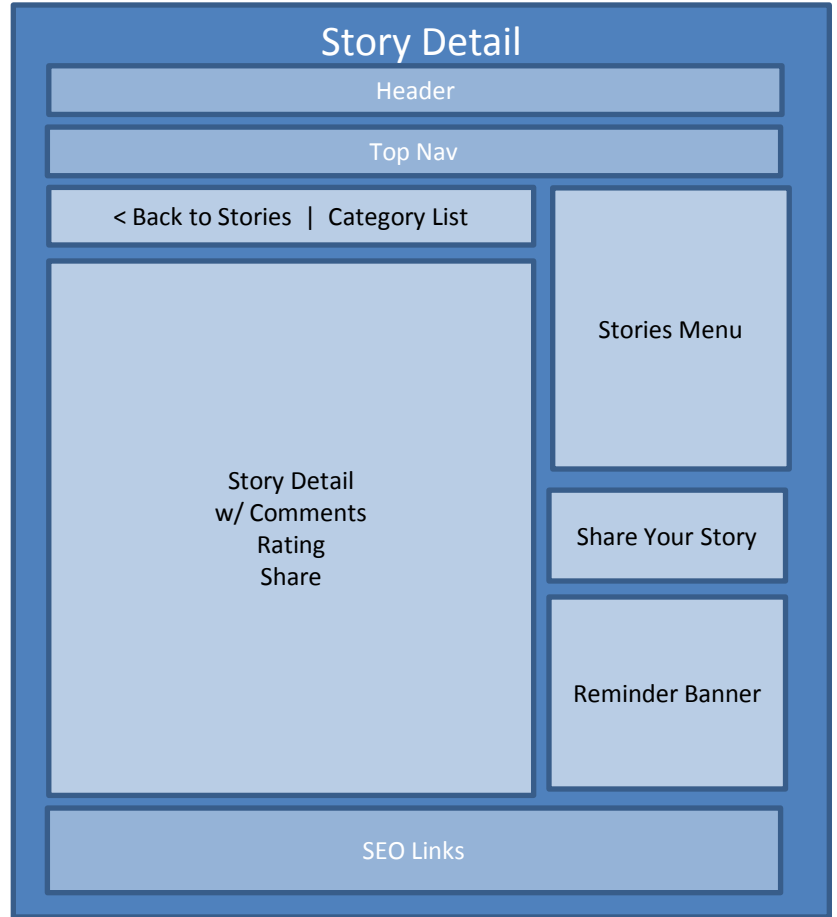 Story Detail
Header
Top Nav
< Back to Stories | Category List
Stories Menu
Story Detail
w/ Comments
Rating
Share
Share Your Story
Reminder Banner
SEO Links